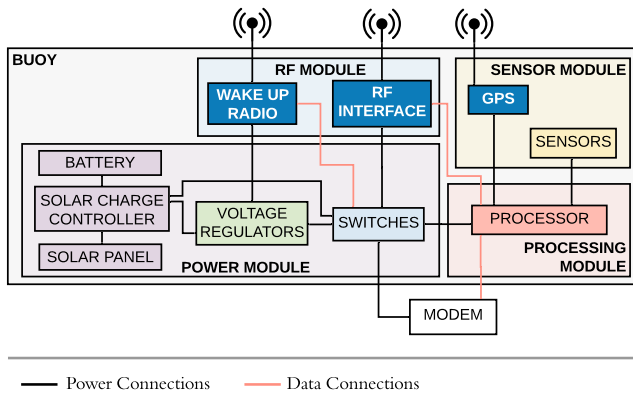 BUOY
RF MODULE
SENSOR MODULE
WAKE UP
RADIO
RF
INTERFACE
GPS
SENSORS
BATTERY
SOLAR CHARGE
CONTROLLER
VOLTAGE
REGULATORS
SWITCHES
PROCESSOR
SOLAR PANEL
POWER MODULE
PROCESSING
MODULE
MODEM
Power Connections
Data Connections